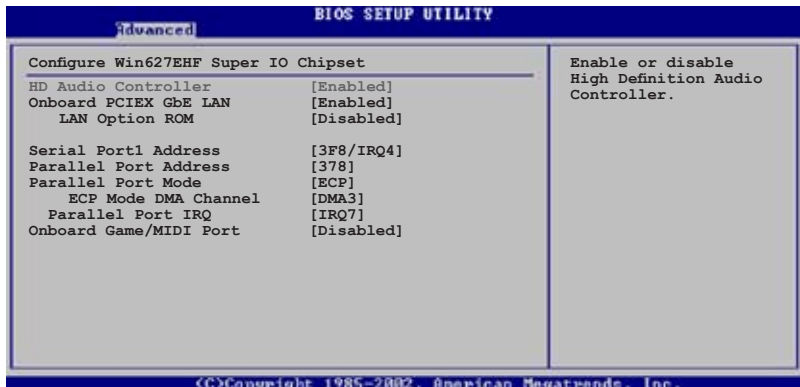 BIOS SETUP UTILITY
Advanced
Configure Win627EHF Super IO Chipset
HD Audio Controller [Enabled]
Onboard PCIEX GbE LAN [Enabled]
LAN Option ROM [Disabled]
Serial Port1 Address [3F8/IRQ4]
Parallel Port Address [378]
Parallel Port Mode [ECP]
ECP Mode DMA Channel [DMA3]
Parallel Port IRQ [IRQ7]
Onboard Game/MIDI Port [Disabled]
Enable or disable
High Definition Audio
Controller.
(C)Copyright 1985-2002, American Megatrends, Inc.